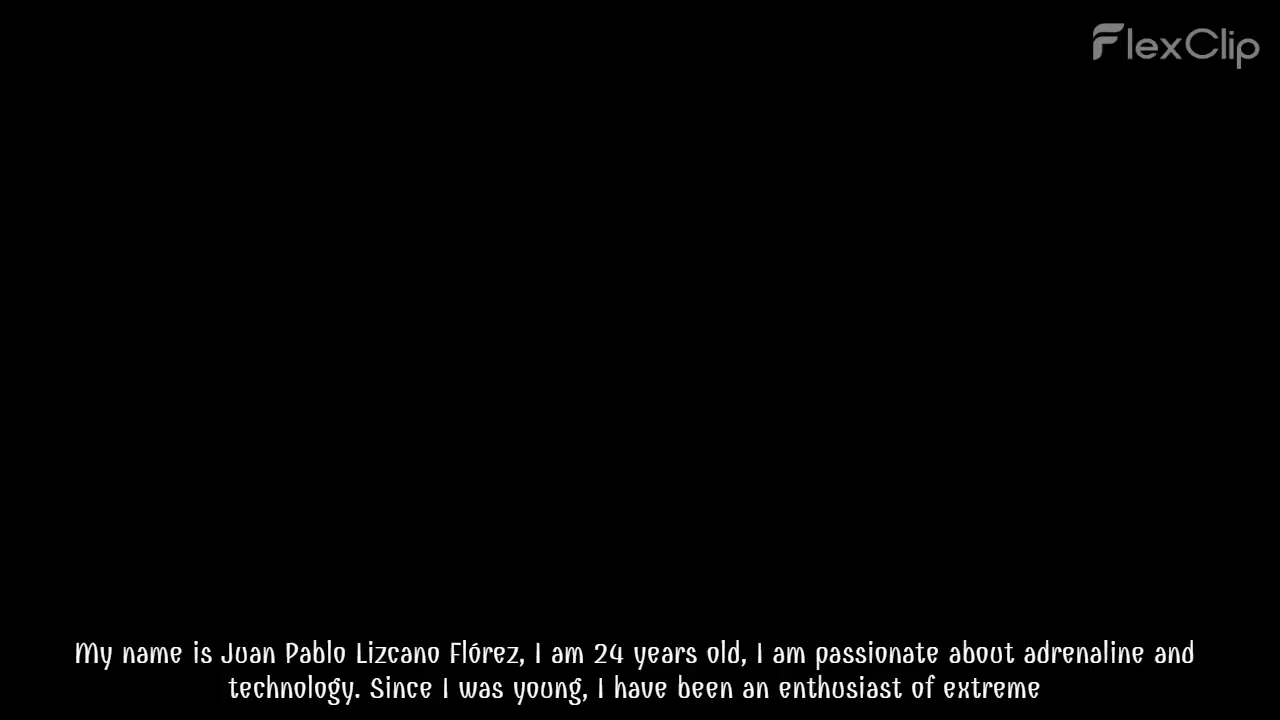 FlexClip
My name is Juan Pablo Lizcano Flórez, I am 24 years old, I am passionate about adrenaline and
technology. Since I was young, I have been an enthusiast of extreme